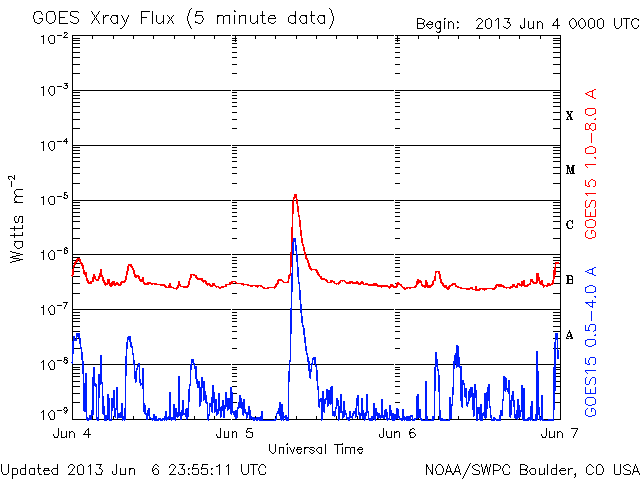 GOES Xray Flux (5 minute data)
Begin: 2013 Jun 4 0000 UTC
Watts m⁻²
10⁻²
10⁻³
10⁻⁴
10⁻⁵
10⁻⁶
10⁻⁷
10⁻⁸
10⁻⁹
X
M
C
B
A
GOES15 1.0-8.0 A
GOES15 0.5-4.0 A
Jun 4
Jun 5
Jun 6
Jun 7
Universal Time
Updated 2013 Jun 6 23:55:11 UTC
NOAA/SWPC Boulder, CO USA